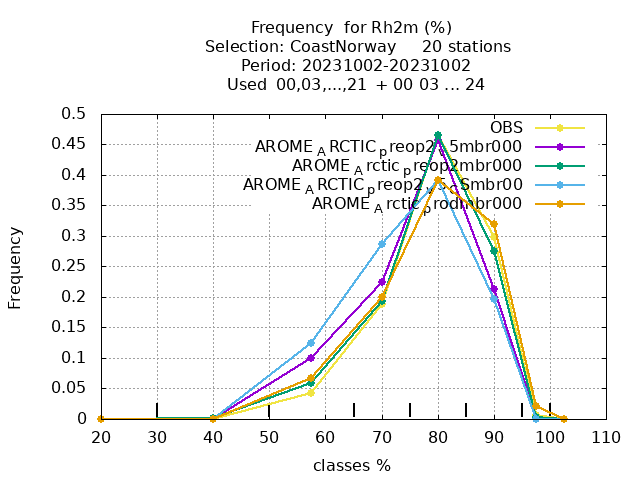 Frequency for Rh2m (%)
Selection: CoastNorway 20 stations
Period: 20231002-20231002
Used 00,03,...,21 + 00 03 ... 24
0.5
0.45
0.4
0.35
0.3
0.25
0.2
0.15
0.1
0.05
0
Frequency
OBS
AROME_ARCTIC_preop2 5mbr000
AROME_Arctic_preop2mbr000
AROME_ARCTIC_preop2 5mbr00
AROME_Arctic_prodmbr000
20 30 40 50 60 70 80 90 100 110
classes %